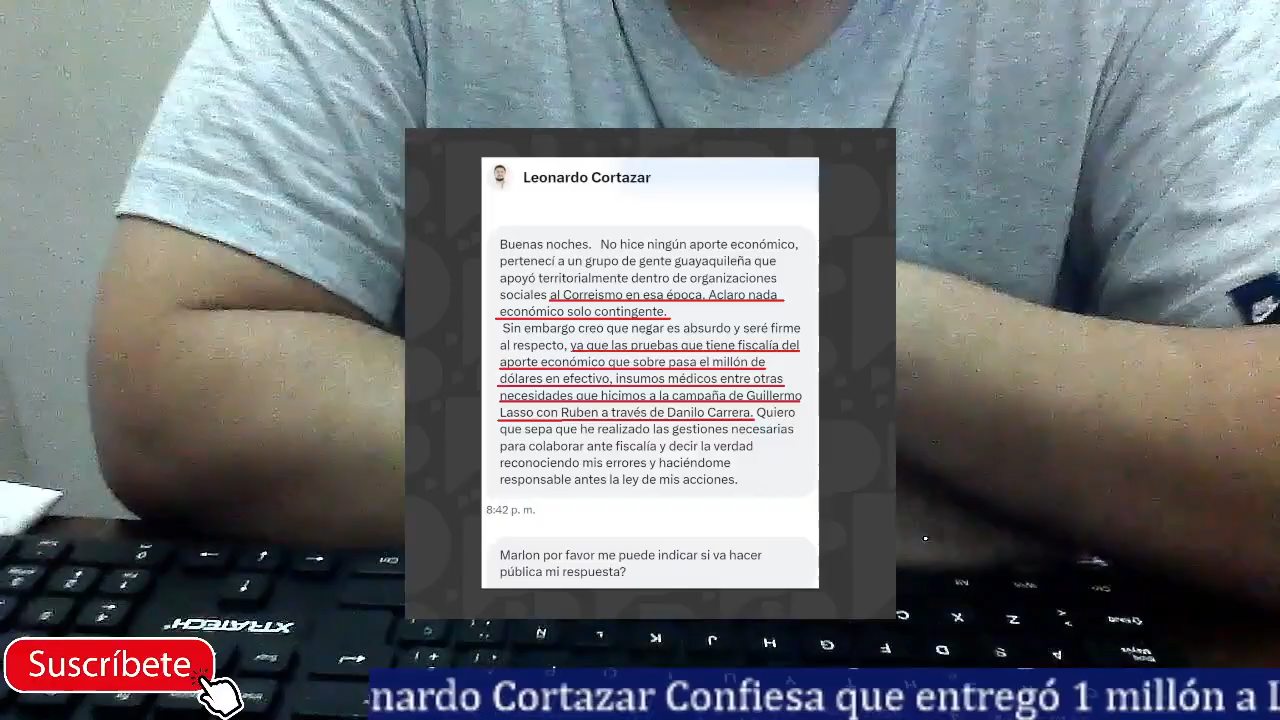 Leonardo Cortazar
Buenas noches. No hice ningún aporte económico,
pertenecí a un grupo de gente guayaquileña que
apoyó territorialmente dentro de organizaciones
sociales al Correismo en esa época. Aclaro nada
económico solo contingente.
Sin embargo creo que negar es absurdo y seré firme
al respecto, ya que las pruebas que tiene fiscalía del
aporte económico que sobre pasa el millón de
dólares en efectivo, insumos médicos entre otras
necesidades que hicimos a la campaña de Guillermo
Lasso con Ruben a través de Danilo Carrera. Quiero
que sepa que he realizado las gestiones necesarias
para colaborar ante fiscalía y decir la verdad
reconociendo mis errores y haciéndome
responsable antes la ley de mis acciones.
8:42 p. m.
Marlon por favor me puede indicar si va hacer
pública mi respuesta?
XTRATECH
Ctrl
Ñ L K J H G F D S A
C X Z
Alt
Suscríbete
nardo Cortazar Confiesa que entregó 1 millón a L